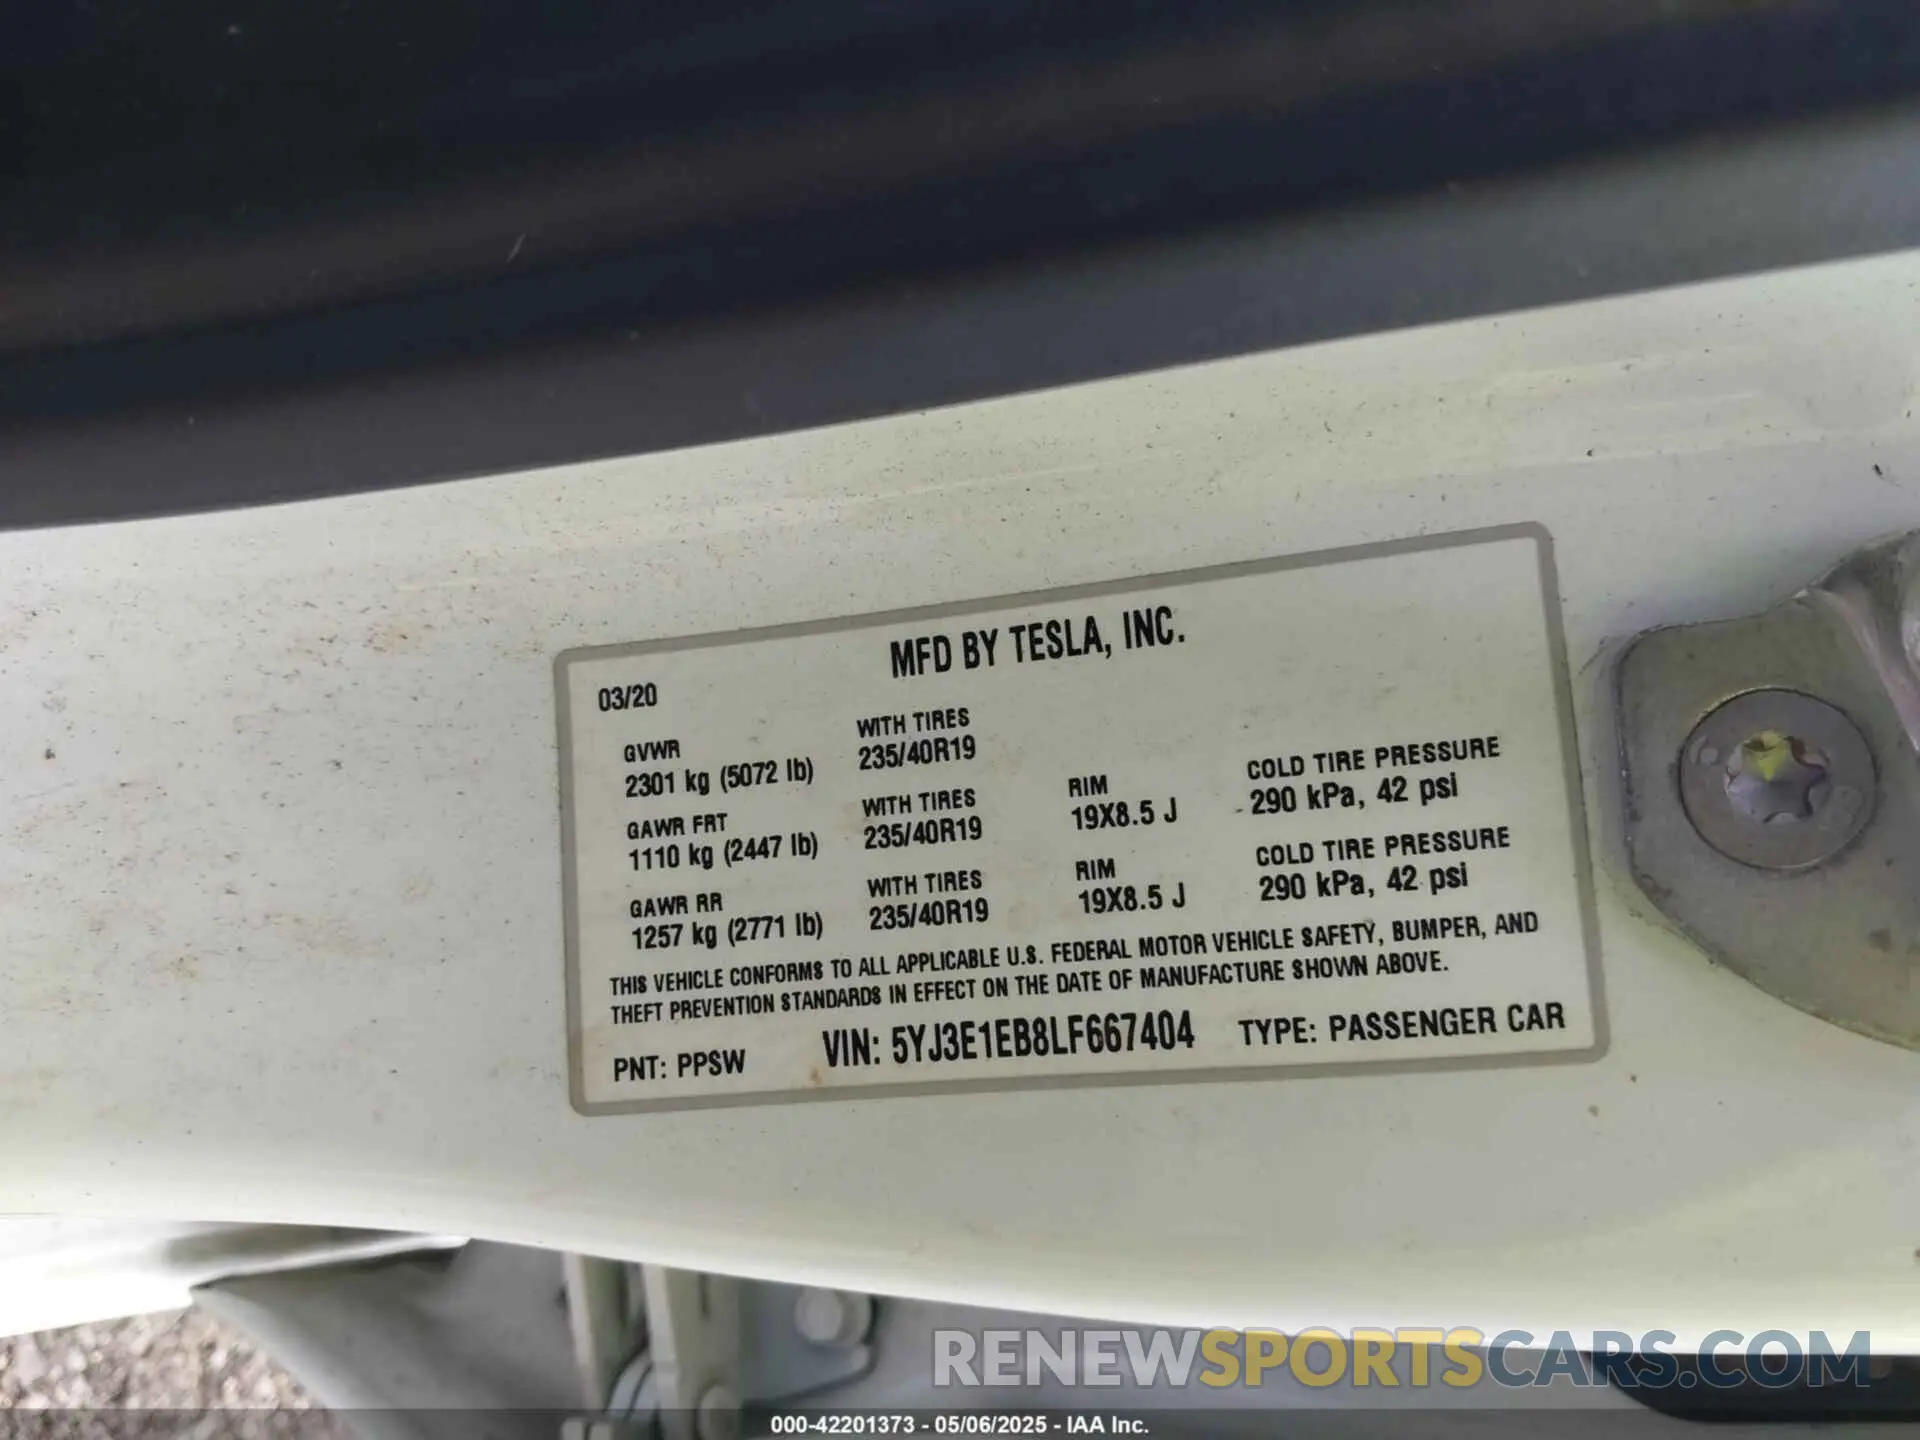 MFD BY TESLA, INC.
03/20
GVWR
2301 kg (5072 lb)
WITH TIRES
235/40R19
GAWR FRT
1110 kg (2447 lb)
WITH TIRES
235/40R19
RIM
19X8.5 J
COLD TIRE PRESSURE
290 kPa, 42 psi
GAWR RR
1257 kg (2771 lb)
WITH TIRES
235/40R19
RIM
19X8.5 J
COLD TIRE PRESSURE
290 kPa, 42 psi
THIS VEHICLE CONFORMS TO ALL APPLICABLE U.S. FEDERAL MOTOR VEHICLE SAFETY, BUMPER, AND
THEFT PREVENTION STANDARDS IN EFFECT ON THE DATE OF MANUFACTURE SHOWN ABOVE.
PNT: PPSW VIN: 5YJ3E1EB8LF667404 TYPE: PASSENGER CAR
RENEWSPORTSCARS.COM
000-42201373 - 05/06/2025 - IAA Inc.